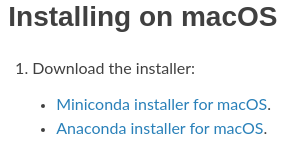 Installing on macOS
1. Download the installer:
• Miniconda installer for macOS.
• Anaconda installer for macOS.